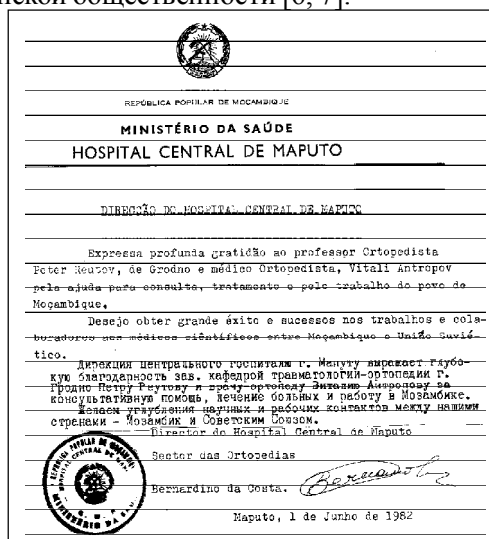 нской общественности [6, 7].
REPÚBLICA POPULAR DE MOÇAMBIQUE
MINISTÉRIO DA SAÚDE
HOSPITAL CENTRAL DE MAPUTO
DIRECÇÃO DO HOSPITAL CENTRAL DE MAPUTO
Expressa profunda gratidão ao professor Ortopedista
Peter Reutov, de Grodno e médico Ortopedista, Vitali Antropov
pela ajuda para consulta, tratamento e pelo trabalho do povo de
Moçambique.
Desejo obter grande éxito e sucessos nos trabalhos e cola-
boradores aos médicos siêntíficos entre Moçambique e União Sovié-
tico.
Дирекция центрального госпиталя г. Мапуту выражает глубо-
кую благодарность зав. кафедрой травматологии-ортопедии г.
Гродно Петру Реутову и врачу-ортопеду Виталию Антропову за
консультативную помощь, лечение больных и работу в Мозамбике.
Желаем углубления научных и рабочих контактов между нашими
странами - Мозамбик и Советским Союзом.
Director do Hospital Central de Maputo
Sector das Ortopedias
Bernardino da Costa.
Maputo, 1 de Junho de 1982